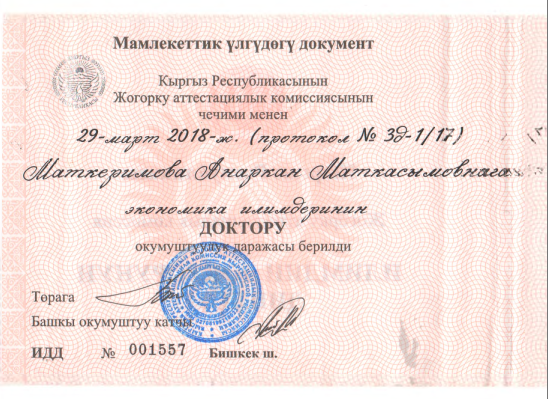 Мамлекеттик үлгүдөгү документ
Кыргыз Республикасынын
Жогорку аттестациялык комиссиясынын
чечими менен
29-март 2018-ж. (протокол № 3д-1/17)
Маткеримова Анаркан Маткасымовнага
экономика илимдеринин
ДОКТОРУ
окумуштуулук даражасы берилди
Төрага
Башкы окумуштуу катчы
ИДД № 001557 Бишкек ш.